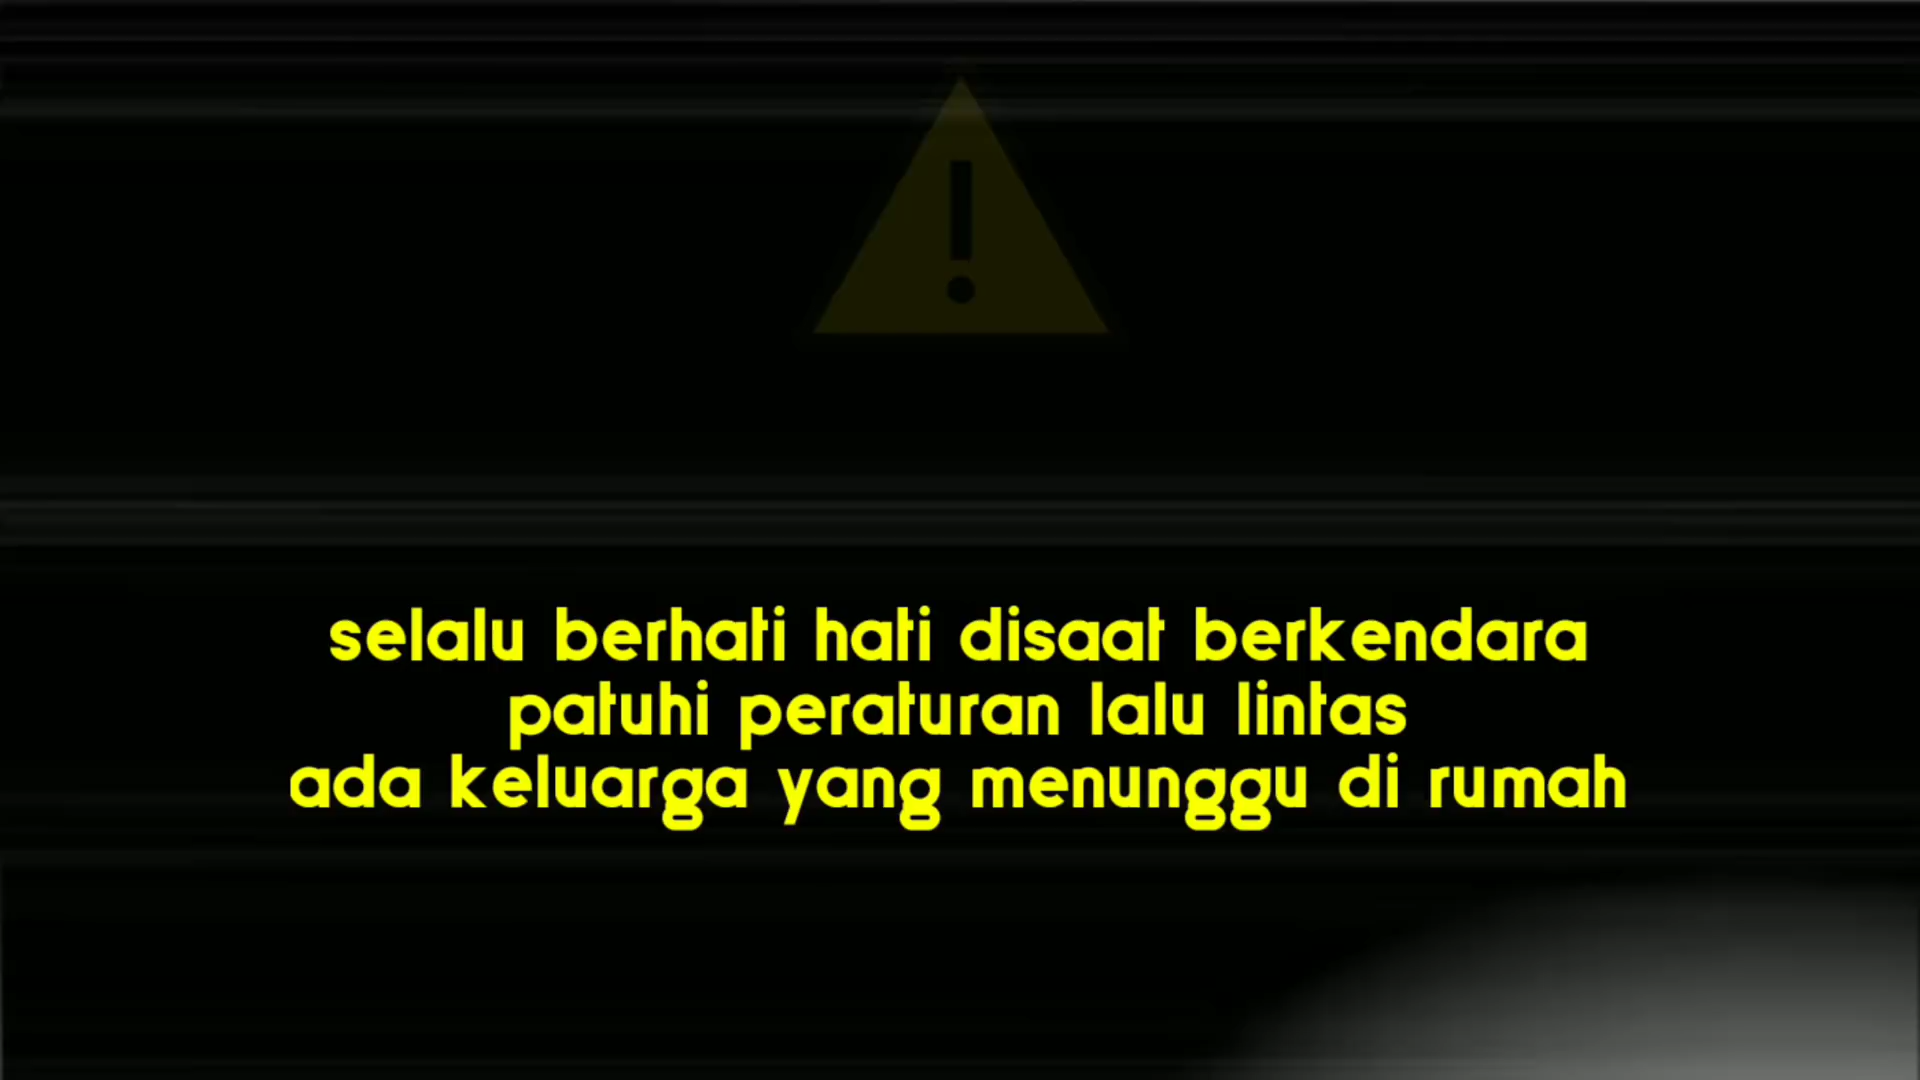 selalu berhati hati disaat berkendara
patuhi peraturan lalu lintas
ada keluarga yang menunggu di rumah